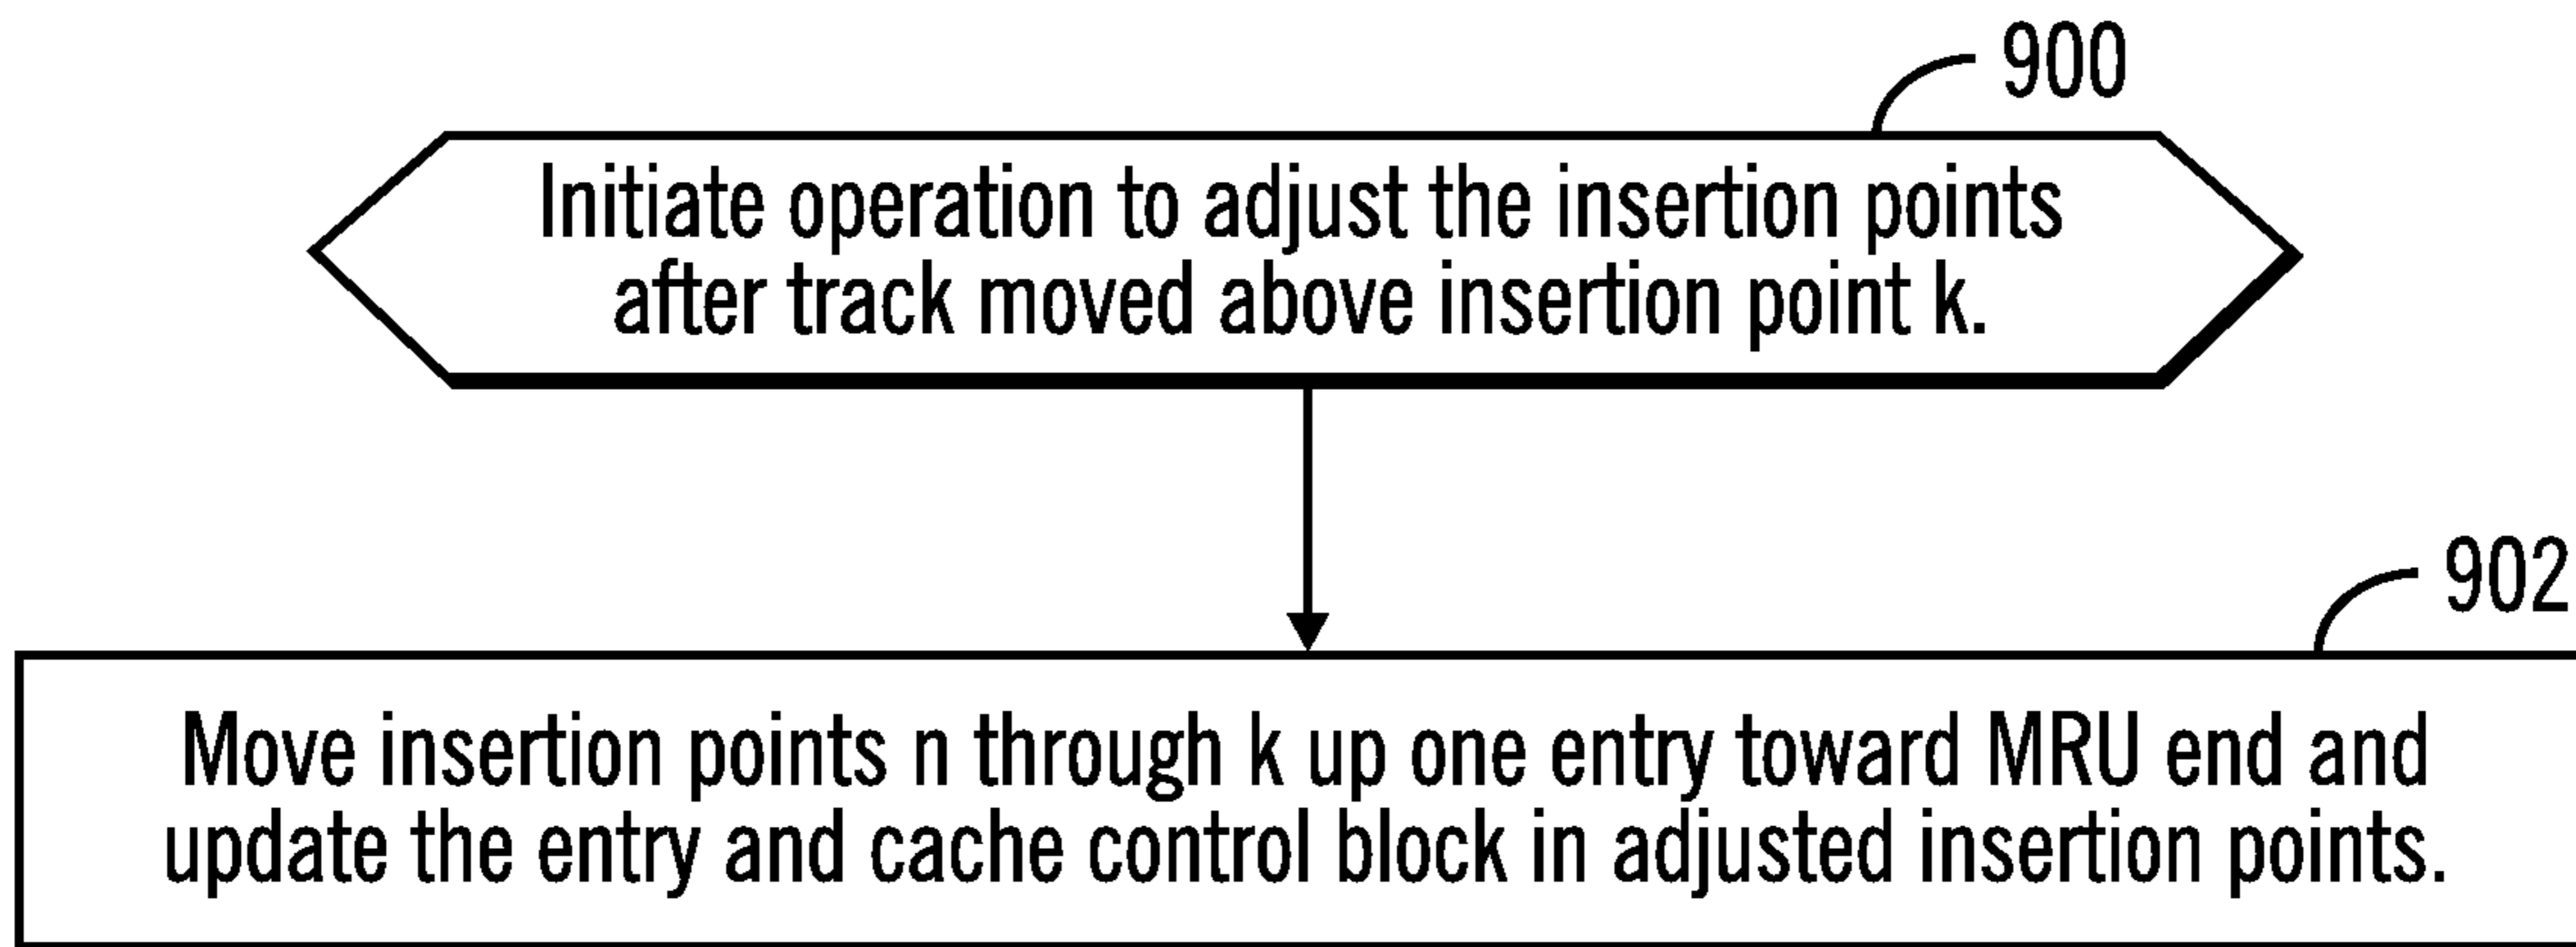 900
Initiate operation to adjust the insertion points
after track moved above insertion point k.
902
Move insertion points n through k up one entry toward MRU end and
update the entry and cache control block in adjusted insertion points.